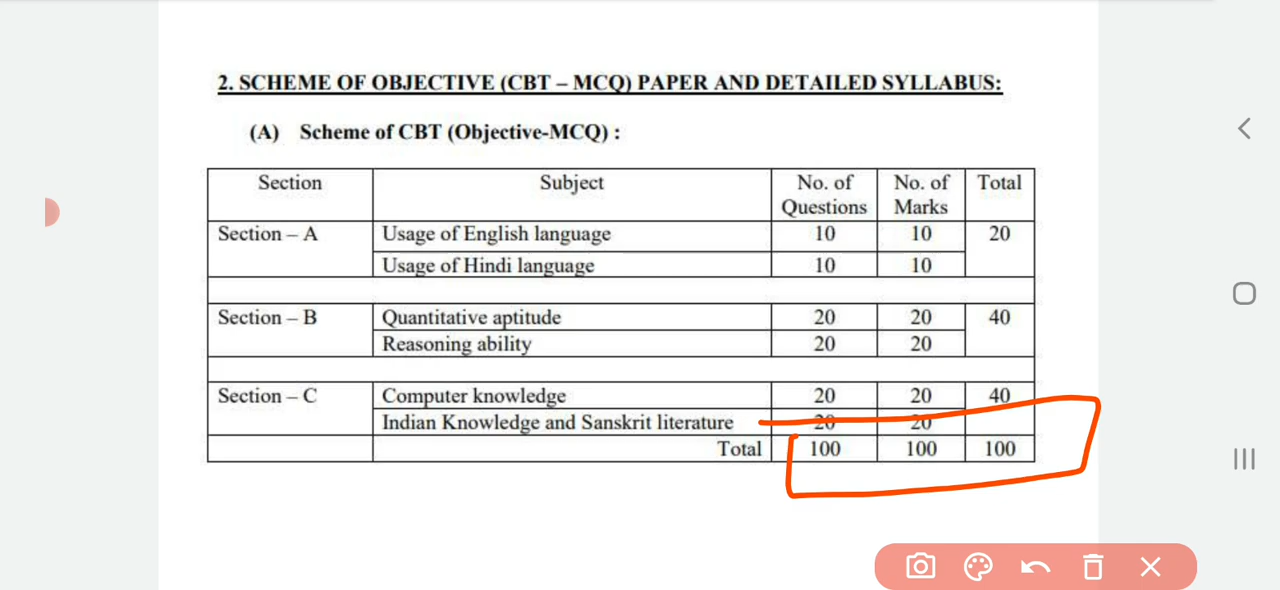 2. SCHEME OF OBJECTIVE (CBT – MCQ) PAPER AND DETAILED SYLLABUS:
(A) Scheme of CBT (Objective-MCQ) :
Section Subject No. of Questions No. of Marks Total
Section – A Usage of English language 10 10 20
Usage of Hindi language 10 10
Section – B Quantitative aptitude 20 20 40
Reasoning ability 20 20
Section – C Computer knowledge 20 20 40
Indian Knowledge and Sanskrit literature 20 20
Total 100 100 100